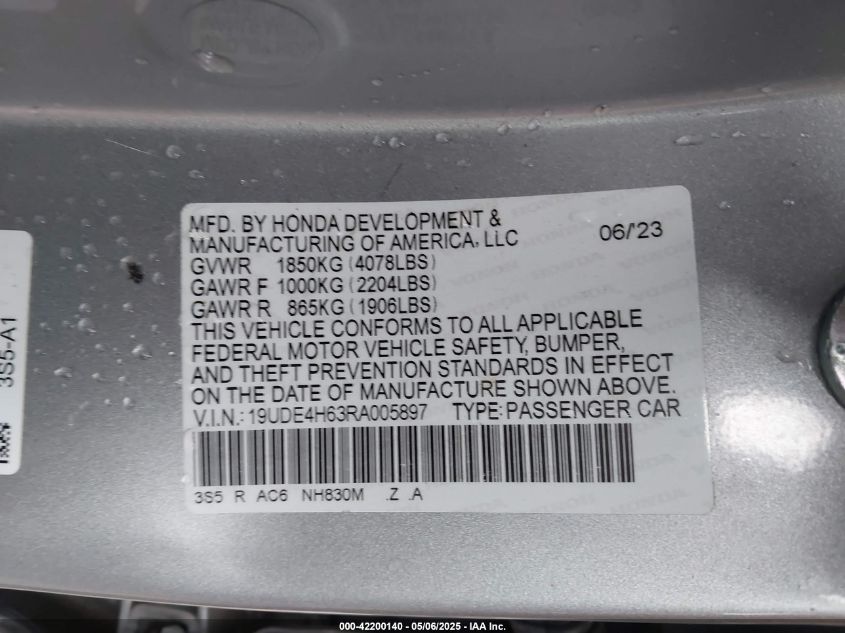 MFD. BY HONDA DEVELOPMENT &
MANUFACTURING OF AMERICA, LLC 06/'23
GVWR 1850KG (4078LBS)
GAWR F 1000KG (2204LBS)
GAWR R 865KG (1906LBS)
THIS VEHICLE CONFORMS TO ALL APPLICABLE
FEDERAL MOTOR VEHICLE SAFETY, BUMPER,
AND THEFT PREVENTION STANDARDS IN EFFECT
ON THE DATE OF MANUFACTURE SHOWN ABOVE.
V.I.N.: 19UDE4H63RA005897 TYPE: PASSENGER CAR
3S5 R AC6 NH830M .Z .A
3S5-A1
000-42200140 - 05/06/2025 - IAA Inc.